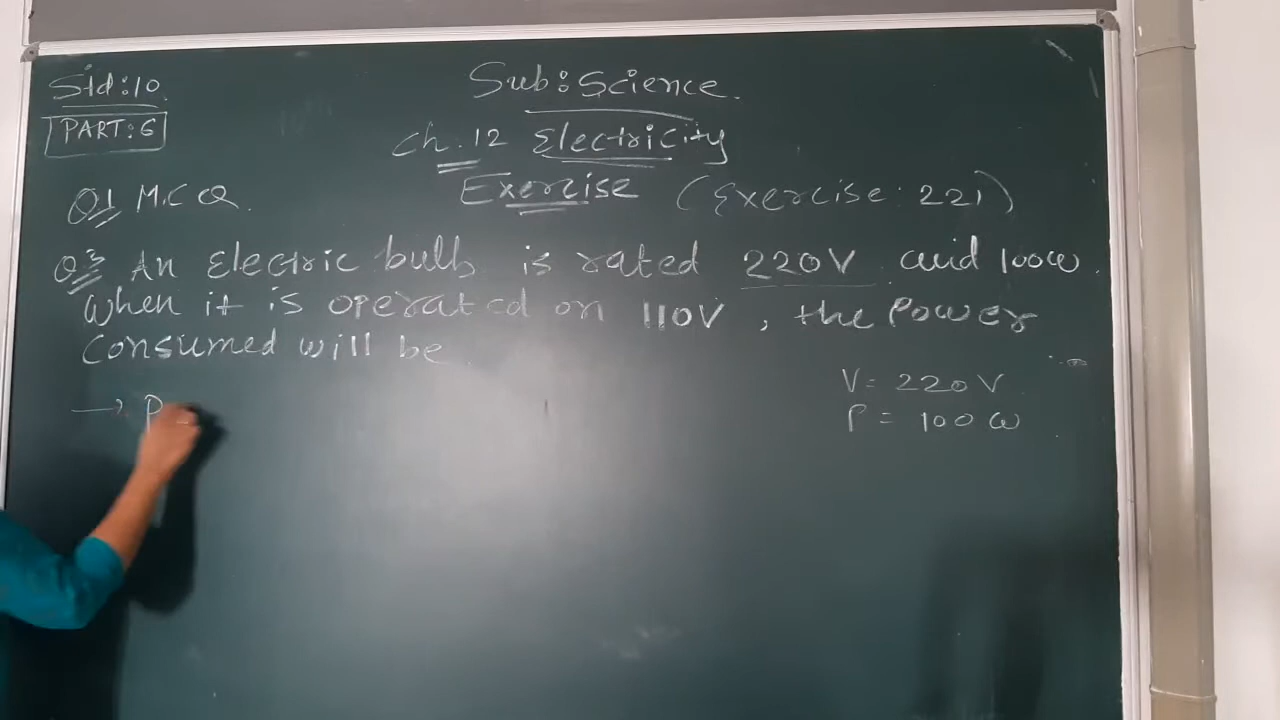 Std:10 Sub:Science.
PART:6
Ch.12 Electricity
Exercise (Exercise:221)
Q1 M.C.Q.
Q3 An Electric bulb is rated 220V and 100W.
When it is operated on 110V, the Power
Consumed will be
V = 220V
P = 100W
→ P